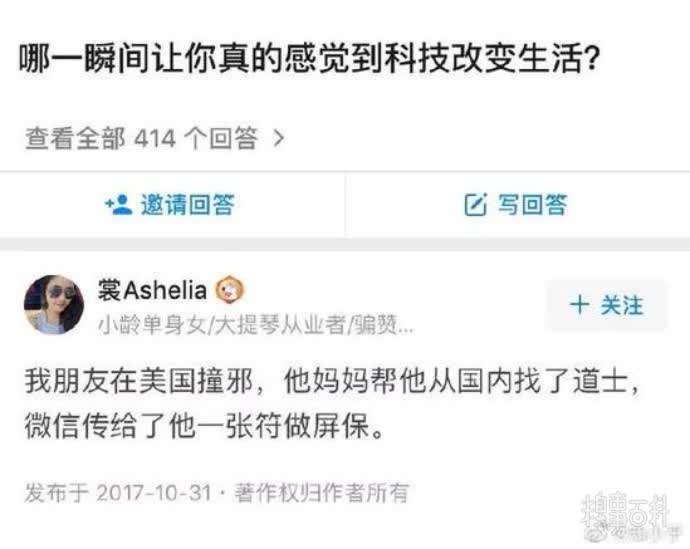 哪一瞬间让你真的感觉到科技改变生活？
查看全部 414 个回答
邀请回答
写回答
裳Ashelia
小龄单身女/大提琴从业者/骗赞...
+ 关注
我朋友在美国撞邪，他妈妈帮他从国内找了道士，
微信传给了他一张符做屏保。
发布于 2017-10-31 · 著作权归作者所有